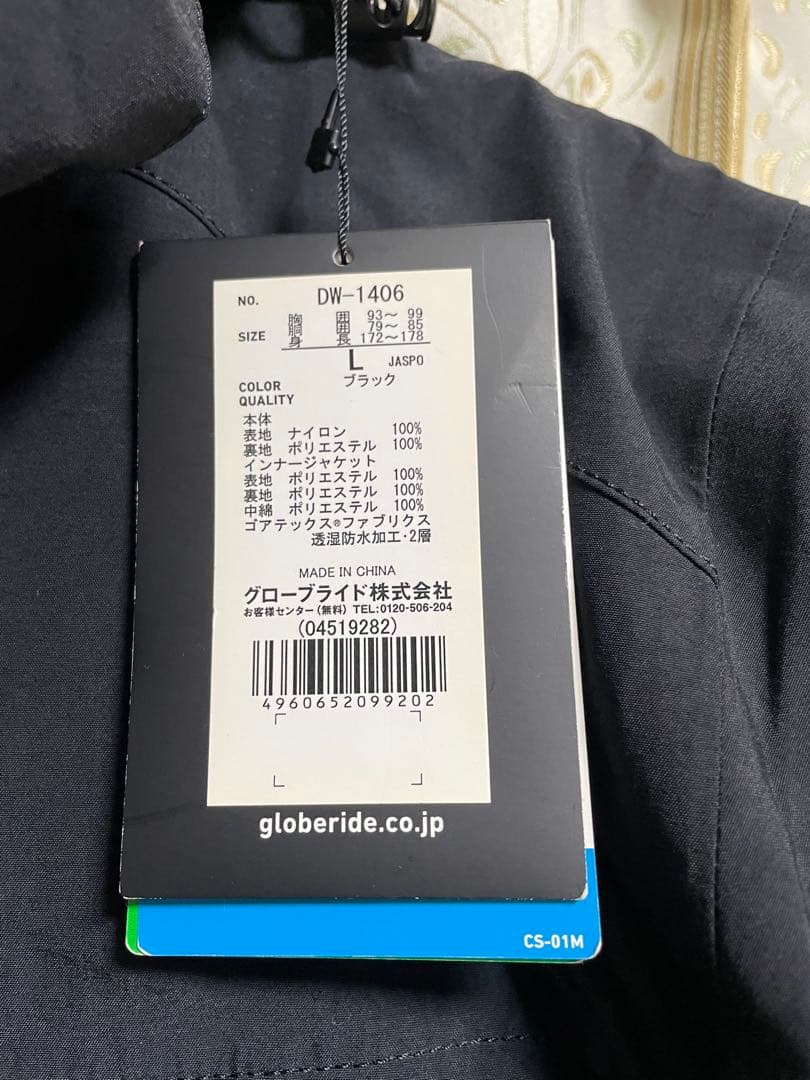 NO. DW-1406
SIZE 胸囲 93〜 99
胴囲 79〜 85
身長 172〜178
L JASPO
COLOR ブラック
QUALITY
本体
表地 ナイロン 100%
裏地 ポリエステル 100%
インナージャケット
表地 ポリエステル 100%
裏地 ポリエステル 100%
中綿 ポリエステル 100%
ゴアテックス®ファブリクス
透湿防水加工・2層
MADE IN CHINA
グローブライド株式会社
お客様センター(無料) TEL:0120-506-204
(04519282)
4960652099202
globeride.co.jp
CS-01M